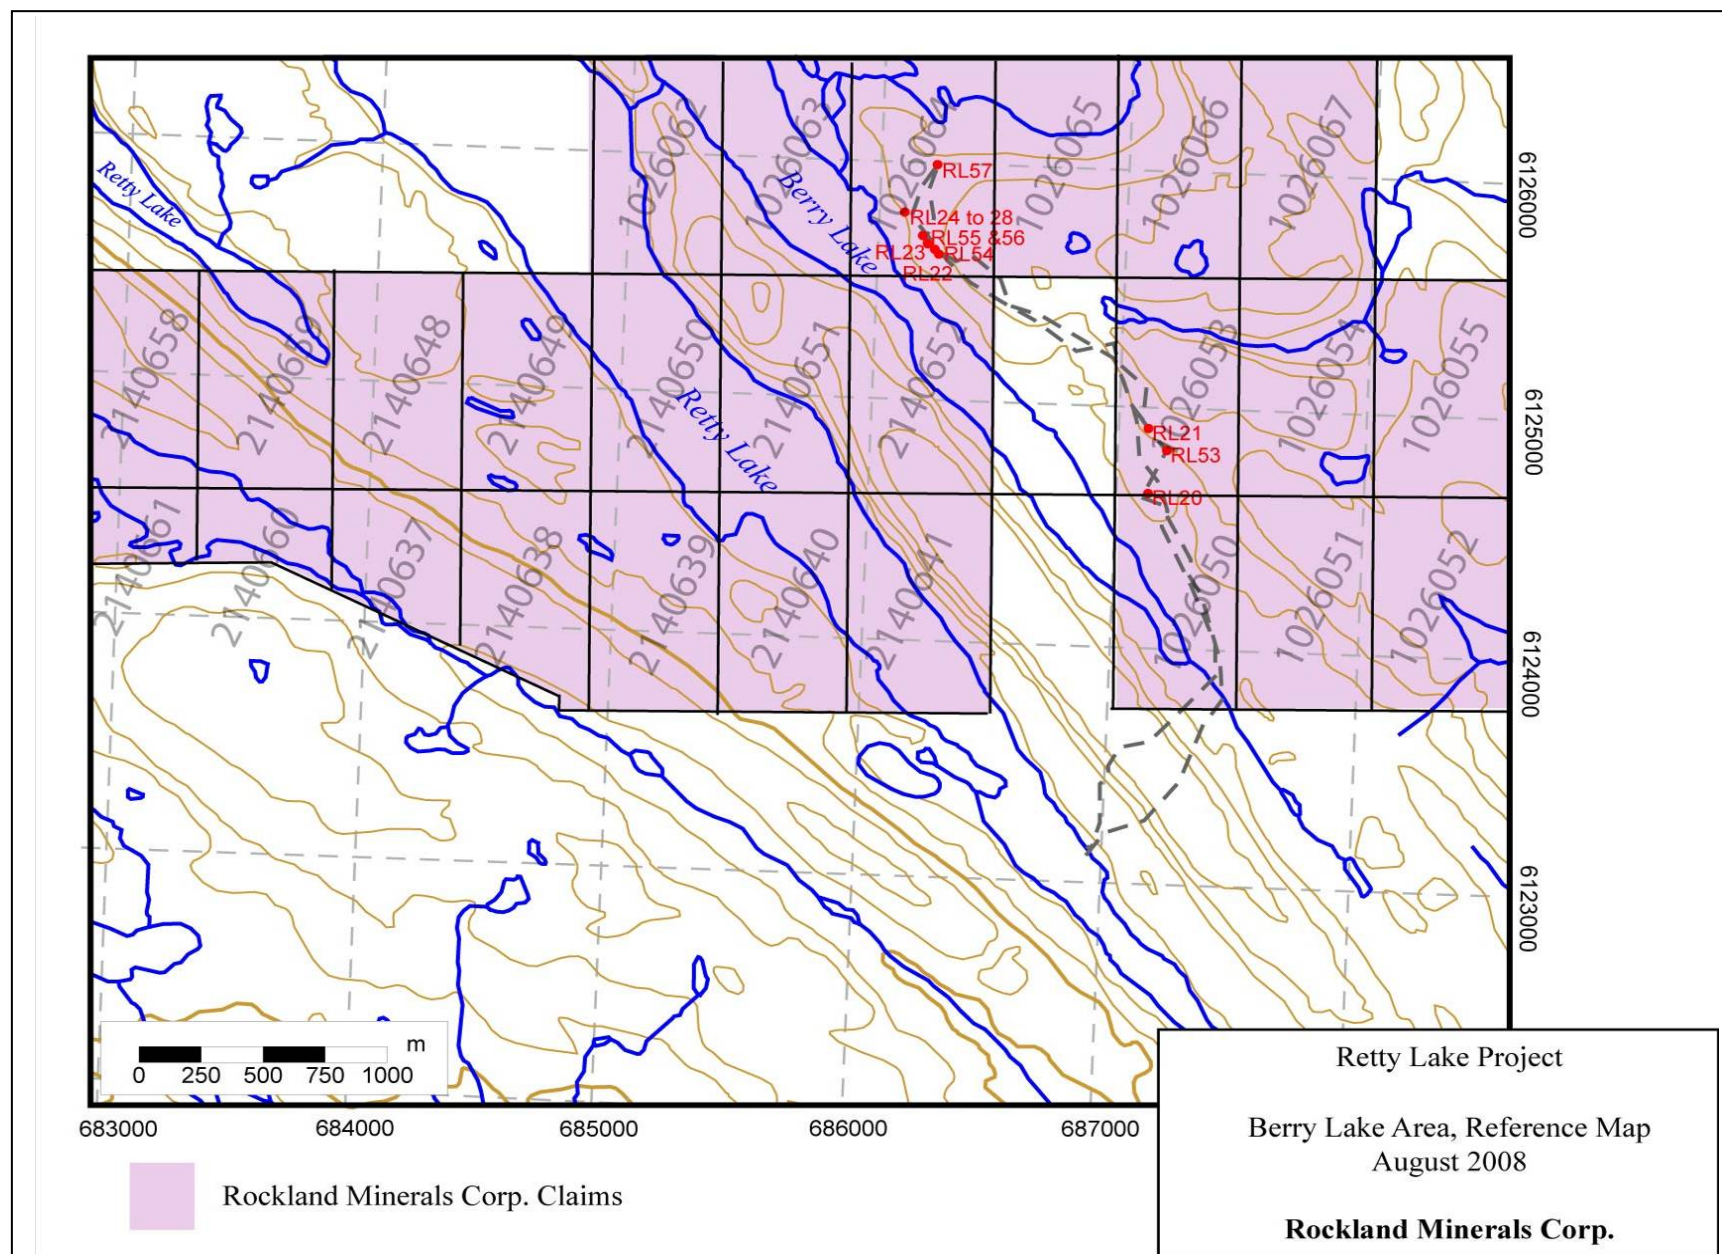 1026062
1026063
1026064
1026065
1026066
1026067
Retty Lake
Berry Lake
RL57
RL24 to 28
RL55 &56
RL23
RL54
RL22
6126000
2140658
2140659
2140648
2140649
2140650
2140651
2140652
1026053
1026054
1026055
Retty Lake
RL21
RL53
RL20
6125000
2140661
2140660
2140637
2140638
2140639
2140640
2140641
1026050
1026051
1026052
6124000
6123000
m
0 250 500 750 1000
683000 684000 685000 686000 687000
Rockland Minerals Corp. Claims
Retty Lake Project
Berry Lake Area, Reference Map
August 2008
Rockland Minerals Corp.